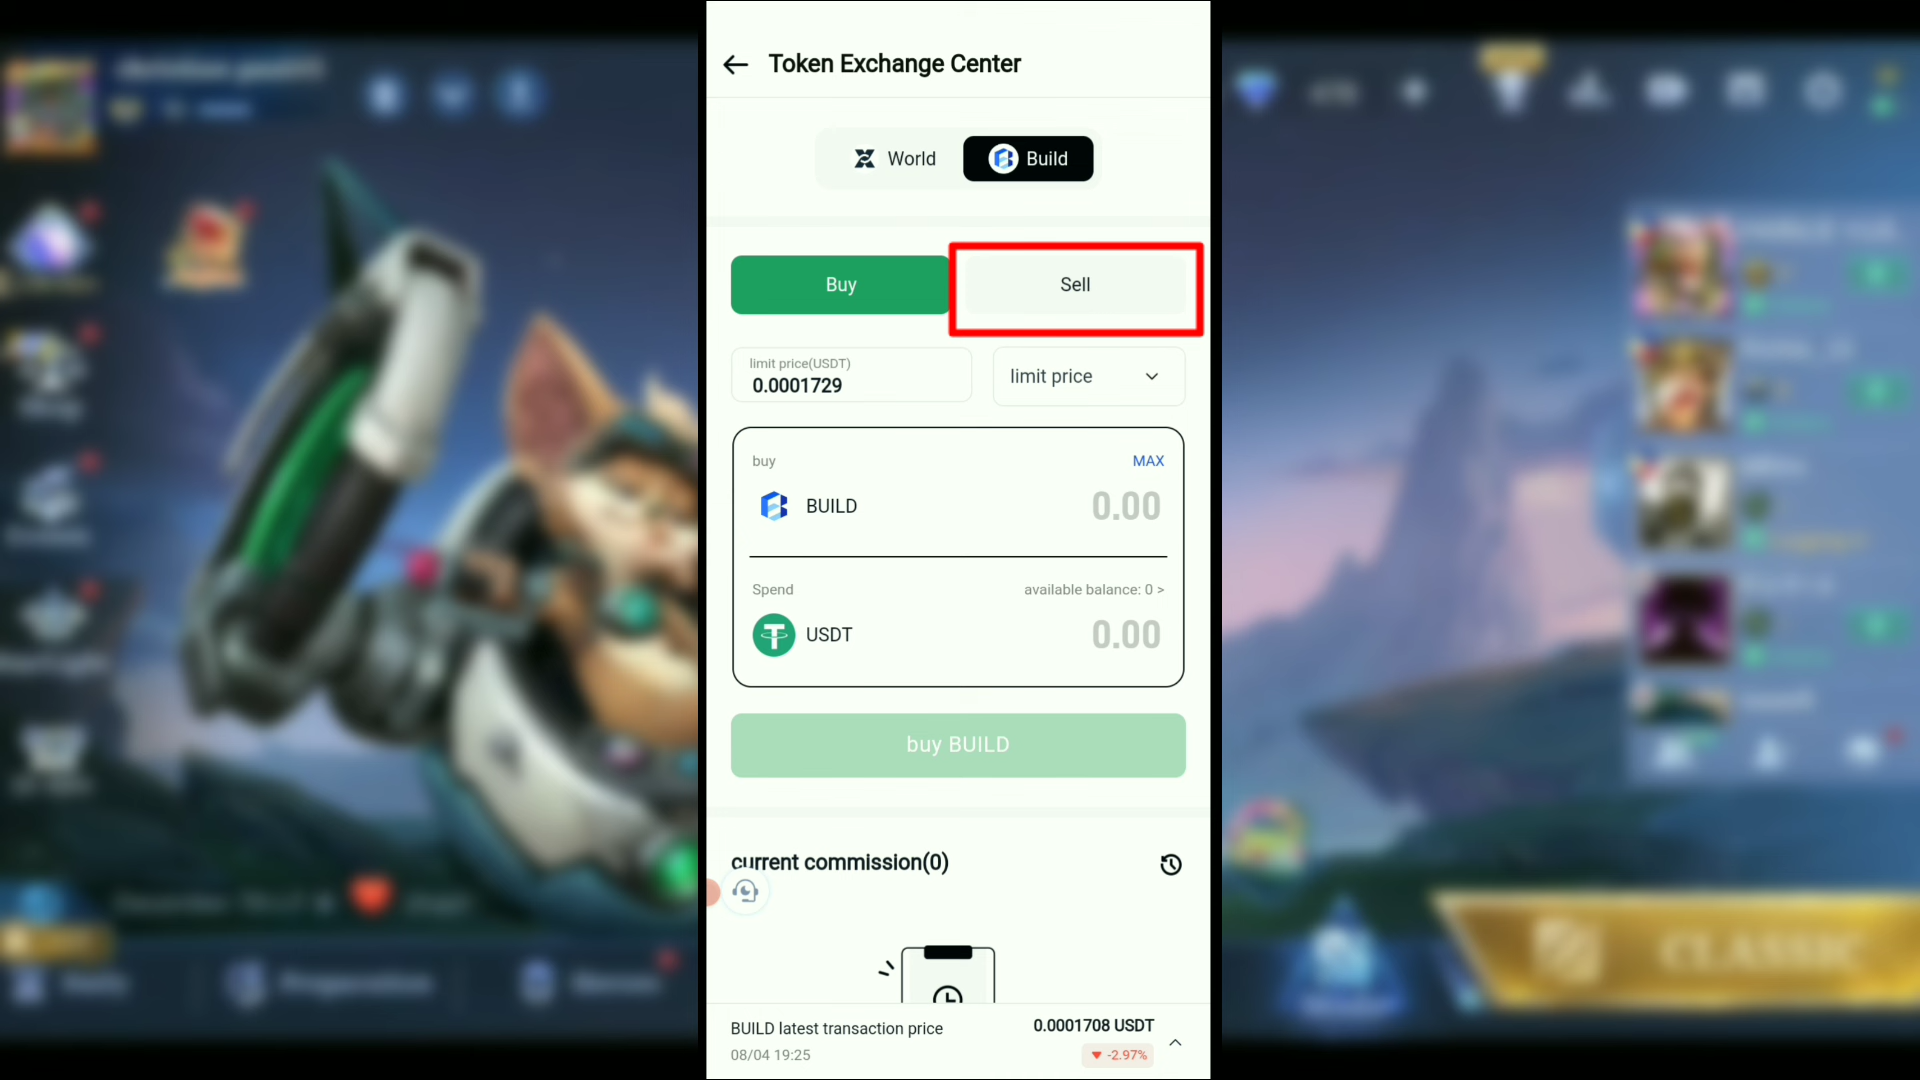 Token Exchange Center
World
Build
Buy
Sell
limit price(USDT)
0.0001729
limit price
buy
MAX
BUILD
0.00
Spend
available balance: 0 >
USDT
0.00
buy BUILD
current commission(0)
BUILD latest transaction price
0.0001708 USDT
08/04 19:25
▼ -2.97%
CLASSIC